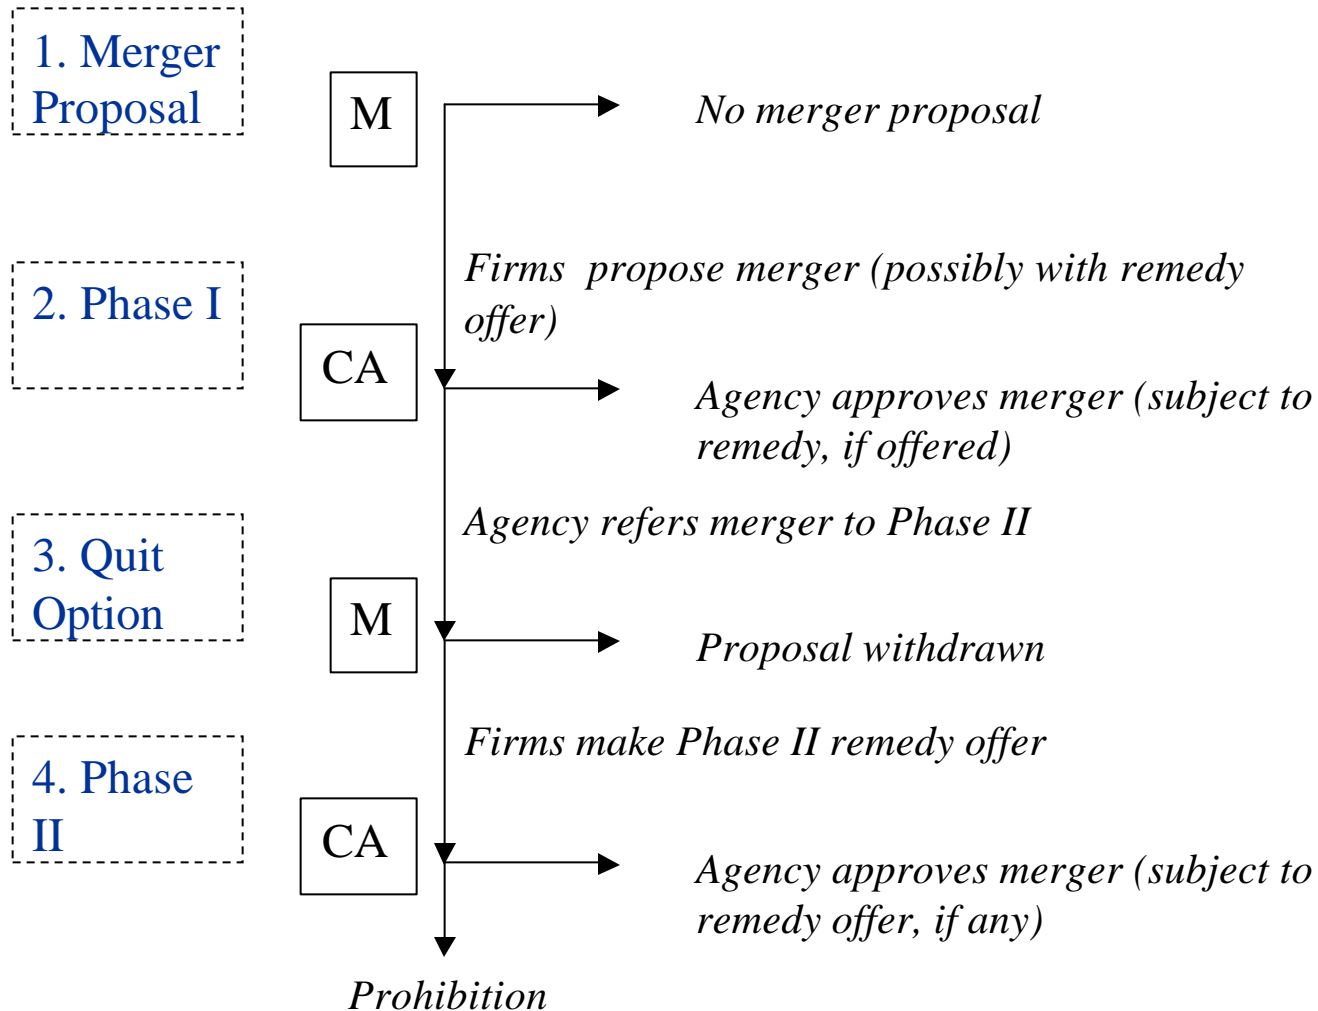 1. Merger
Proposal
M
No merger proposal
Firms propose merger (possibly with remedy
offer)
2. Phase I
CA
Agency approves merger (subject to
remedy, if offered)
Agency refers merger to Phase II
3. Quit
Option
M
Proposal withdrawn
Firms make Phase II remedy offer
4. Phase
II
CA
Agency approves merger (subject to
remedy offer, if any)
Prohibition